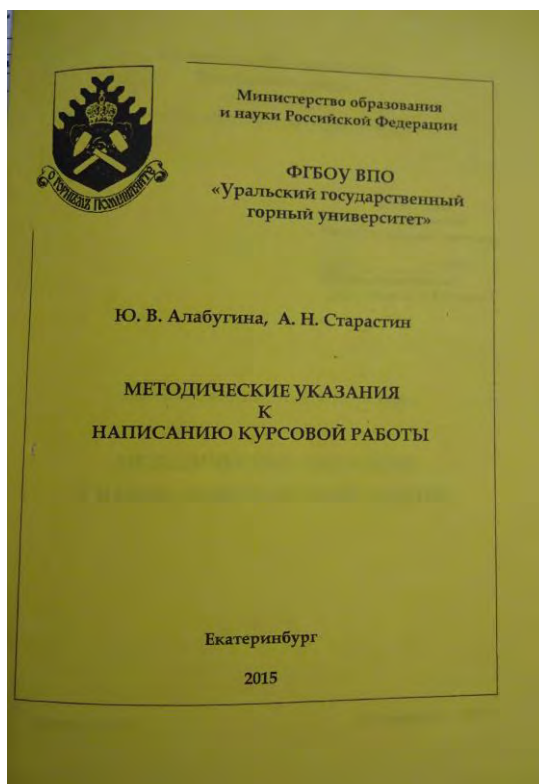 Министерство образования
и науки Российской Федерации
ФГБОУ ВПО
«Уральский государственный
горный университет»
Ю. В. Алабугина, А. Н. Старастин
МЕТОДИЧЕСКИЕ УКАЗАНИЯ
К
НАПИСАНИЮ КУРСОВОЙ РАБОТЫ
Екатеринбург
2015